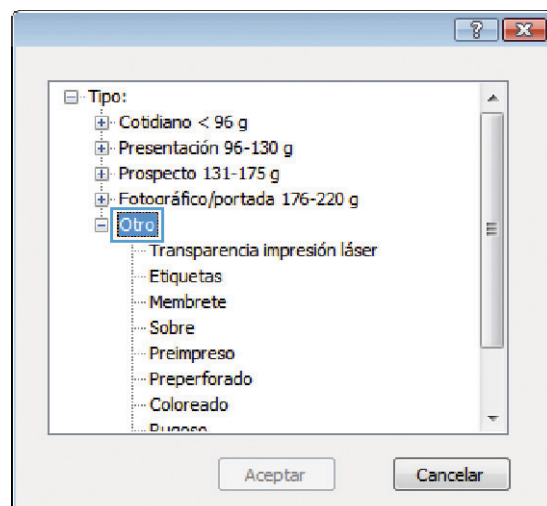 Tipo:
Cotidiano < 96 g
Presentación 96-130 g
Prospecto 131-175 g
Fotográfico/portada 176-220 g
Otro
Transparencia impresión láser
Etiquetas
Membrete
Sobre
Preimpreso
Preperforado
Coloreado
Rugoso
Aceptar
Cancelar